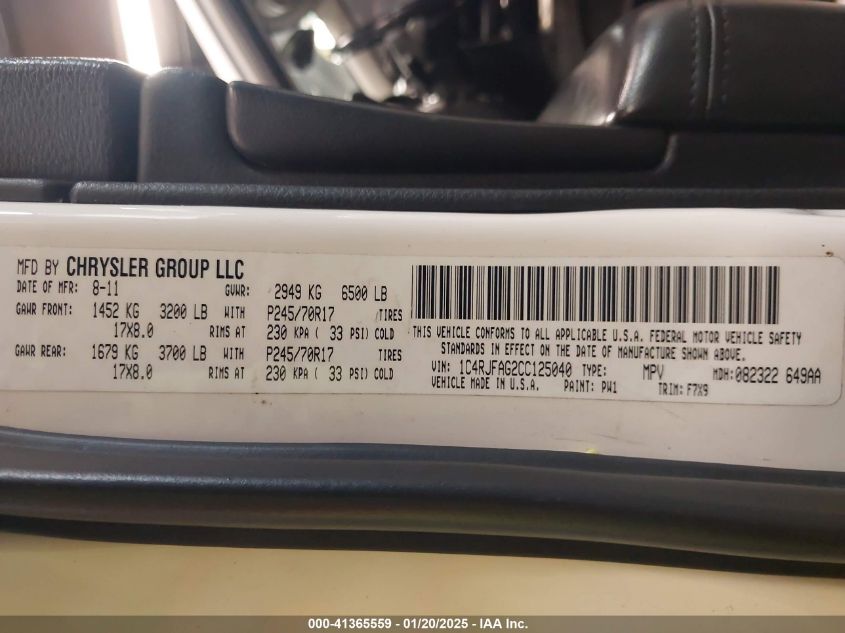 MFD BY CHRYSLER GROUP LLC
DATE OF MFR: 8-11 GVWR: 2949 KG 6500 LB
GAWR FRONT: 1452 KG 3200 LB WITH P245/70R17 TIRES
17X8.0 RIMS AT 230 KPA ( 33 PSI) COLD
GAWR REAR: 1679 KG 3700 LB WITH P245/70R17 TIRES
17X8.0 RIMS AT 230 KPA ( 33 PSI) COLD
THIS VEHICLE CONFORMS TO ALL APPLICABLE U.S.A. FEDERAL MOTOR VEHICLE SAFETY
STANDARDS IN EFFECT ON THE DATE OF MANUFACTURE SHOWN ABOVE.
VIN: 1C4RJFAG2CC125040 TYPE: MPV MDH: 082322 649AA
VEHICLE MADE IN U.S.A. PAINT: PW1 TRIM: F7X9
000-41365559 / 01/20/2025 - IAA Inc.